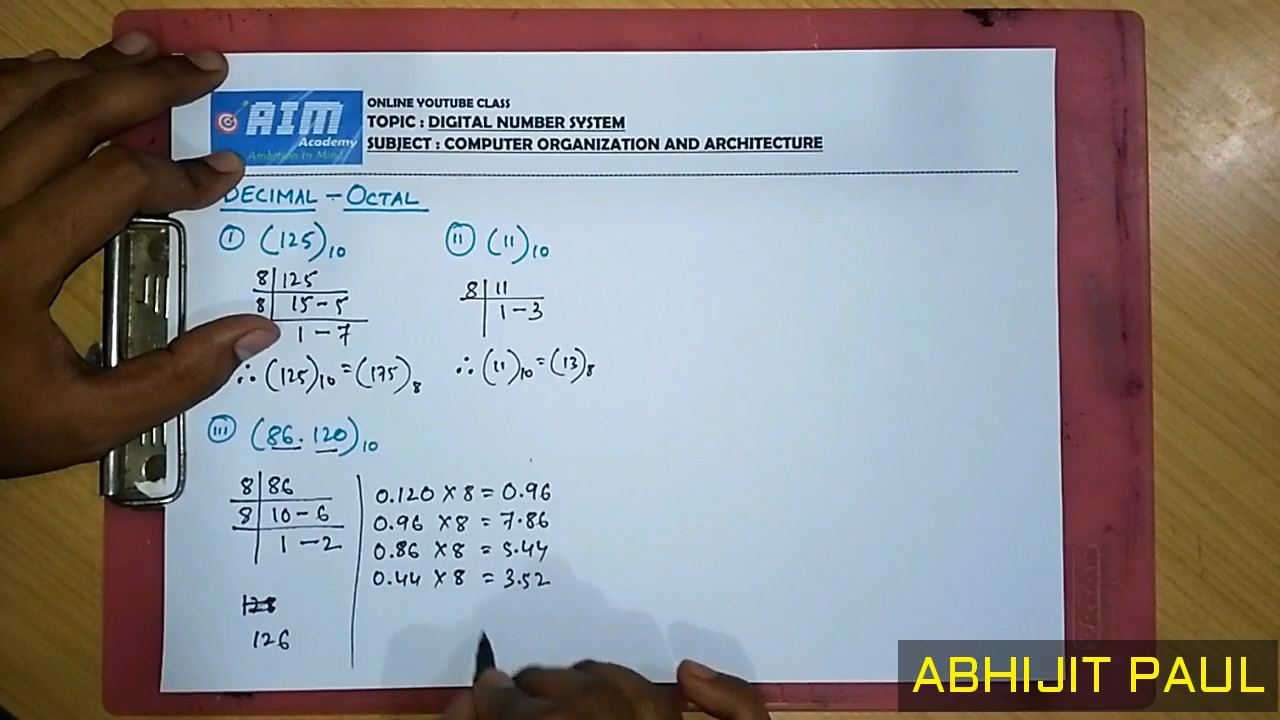 AIM
Academy
Ambition In Mind
ONLINE YOUTUBE CLASS
TOPIC : DIGITAL NUMBER SYSTEM
SUBJECT : COMPUTER ORGANIZATION AND ARCHITECTURE
DECIMAL - OCTAL
(i) (125)₁₀
8 | 125
8 | 15 - 5
1 - 7
∴ (125)₁₀ = (175)₈
(ii) (11)₁₀
8 | 11
1 - 3
∴ (11)₁₀ = (13)₈
(iii) (86.120)₁₀
8 | 86
8 | 10 - 6
1 - 2
126
0.120 × 8 = 0.96
0.96 × 8 = 7.86
0.86 × 8 = 5.44
0.44 × 8 = 3.52
ABHIJIT PAUL